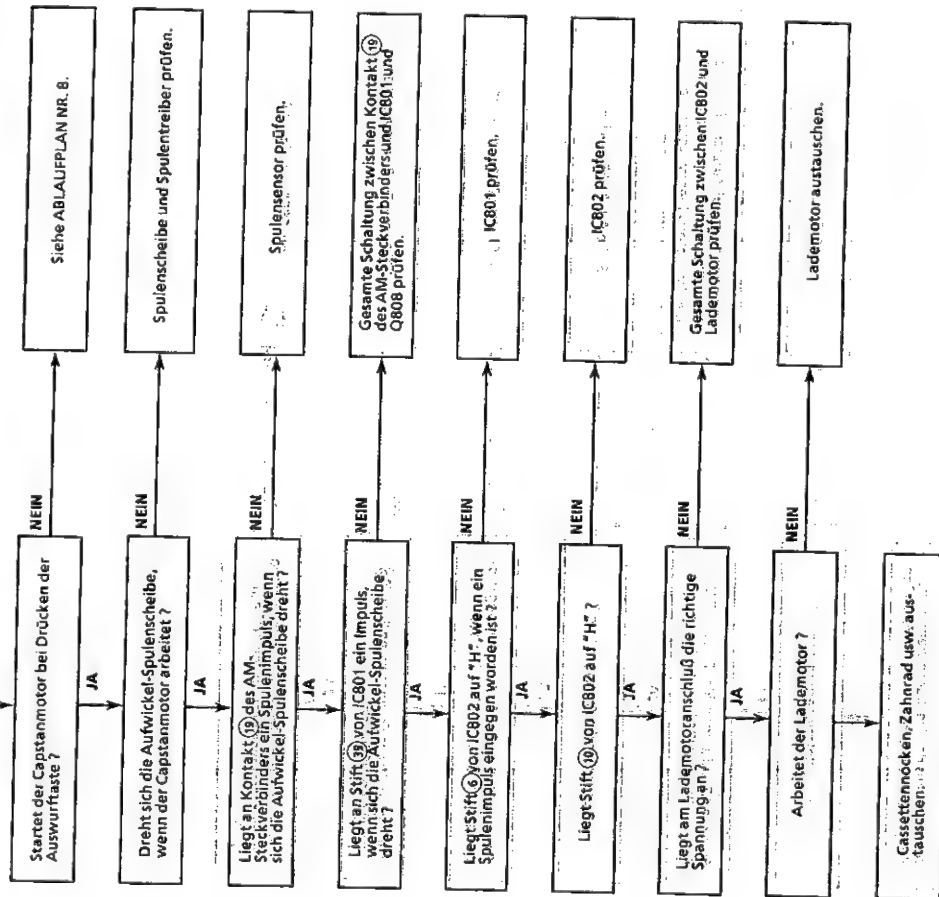 Startet der Capstanmotor bei Drücken der
Auswurftaste ?
NEIN
Siehe ABLAUFPLAN NR. 8.
JA
Dreht sich die Aufwickel-Spulenscheibe,
wenn der Capstanmotor arbeitet ?
NEIN
Spulenscheibe und Spulentreiber prüfen.
JA
Liegt an Kontakt 19 des AM-
Steckverbinders ein Spulenimpuls, wenn
sich die Aufwickel-Spulenscheibe dreht ?
NEIN
Spulensensor prüfen.
JA
Liegt an Stift 39 von IC801 ein Impuls,
wenn sich die Aufwickel-Spulenscheibe
dreht ?
NEIN
Gesamte Schaltung zwischen Kontakt 19
des AM-Steckverbinders und IC801 und
Q808 prüfen.
JA
Liegt Stift 6 von IC802 auf "H", wenn ein
Spulenimpuls eingegen worden ist ?
NEIN
IC801 prüfen.
JA
Liegt Stift 10 von IC802 auf "H" ?
NEIN
IC802 prüfen.
JA
Liegt am Lademotoranschluß die richtige
Spannung an ?
NEIN
Gesamte Schaltung zwischen IC802 und
Lademotor prüfen.
JA
Arbeitet der Lademotor ?
NEIN
Lademotor austauschen.
JA
Cassettennocken, Zahnrad usw. aus-
tauschen.